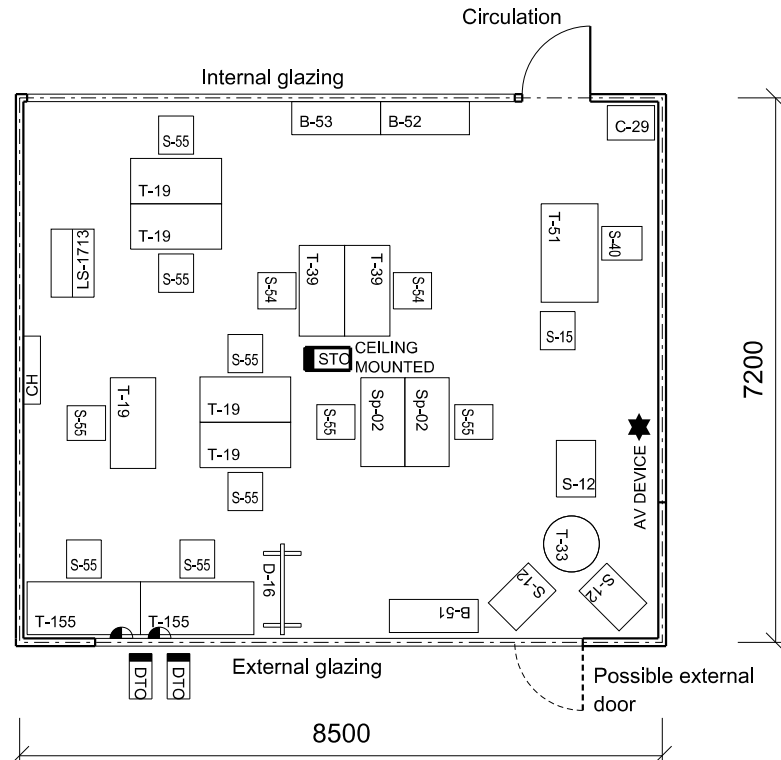 Circulation
Internal glazing
B-53
B-52
C-29
S-55
T-19
T-19
S-55
LS-1713
T-51
S-40
T-39
T-39
S-54
S-54
S-15
STO
CEILING
MOUNTED
7200
CH
S-55
T-19
T-19
S-55
T-19
S-55
Sp-02
Sp-02
S-55
S-55
AV DEVICE
S-12
T-33
S-12
S-12
S-55
S-55
D-16
T-155
T-155
B-51
DTO
DTO
External glazing
Possible external
door
8500